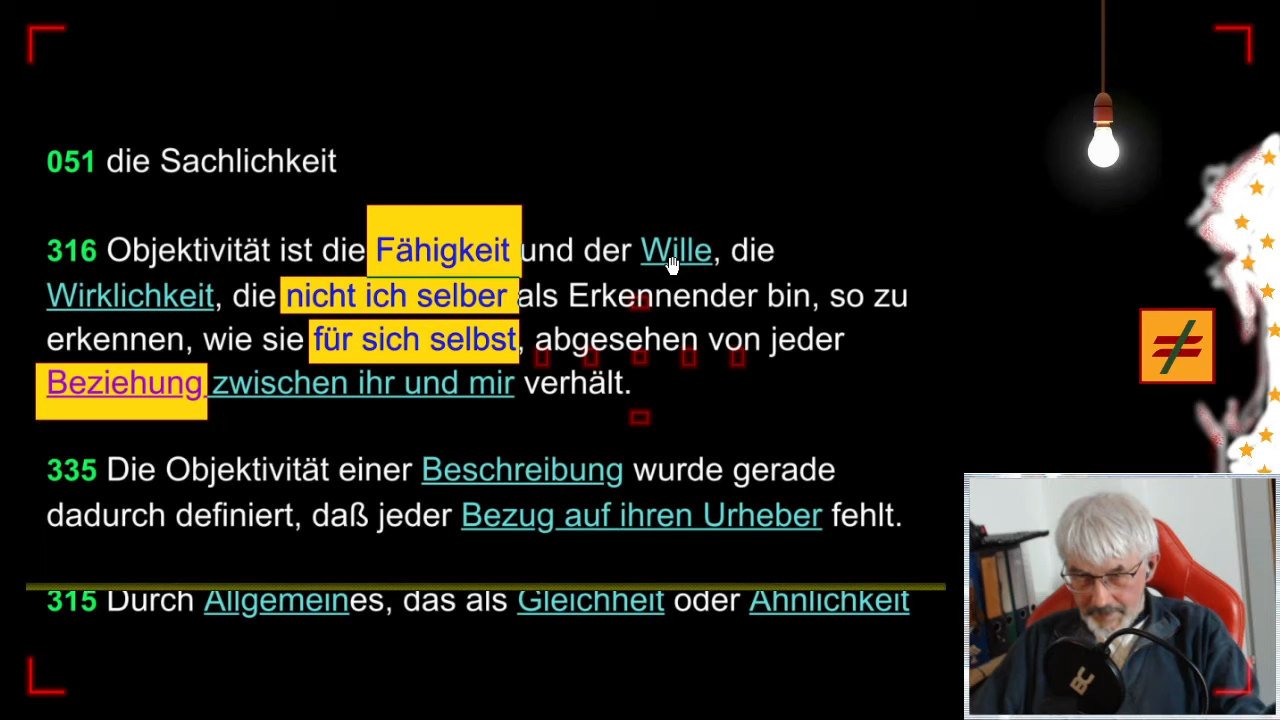 051 die Sachlichkeit
316 Objektivität ist die Fähigkeit und der Wille, die
Wirklichkeit, die nicht ich selber als Erkennender bin, so zu
erkennen, wie sie für sich selbst, abgesehen von jeder
Beziehung zwischen ihr und mir verhält.
≠
335 Die Objektivität einer Beschreibung wurde gerade
dadurch definiert, daß jeder Bezug auf ihren Urheber fehlt.
315 Durch Allgemeines, das als Gleichheit oder Ähnlichkeit
BC